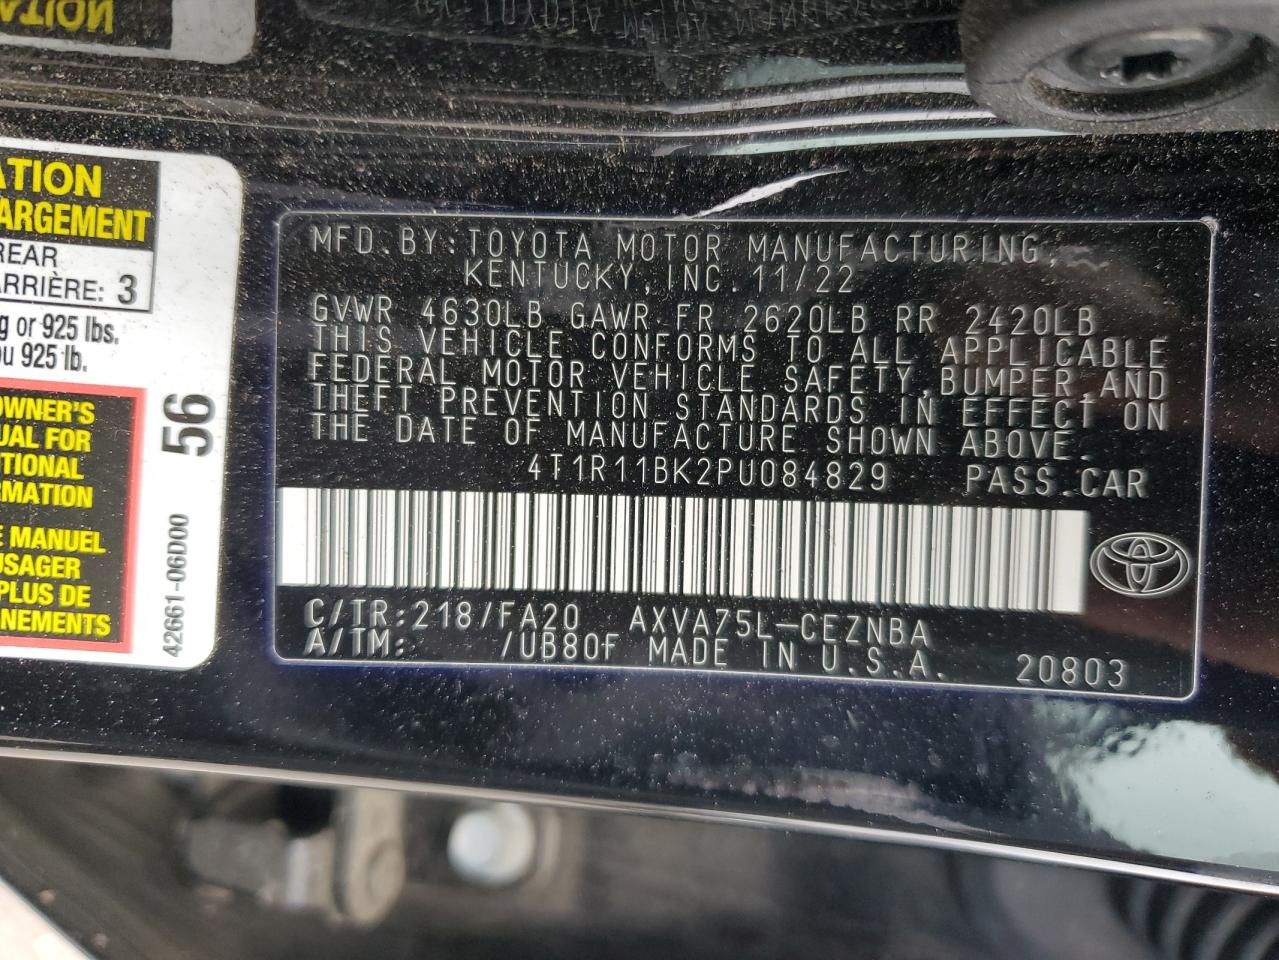 ATION
ARGEMENT
REAR
ARRIÈRE: 3
g or 925 lbs.
ou 925 lb.
OWNER'S
UAL FOR
ITIONAL
RMATION
E MANUEL
USAGER
PLUS DE
NEMENTS
56
42661-06D00
MFD.BY:TOYOTA MOTOR MANUFACTURING,
KENTUCKY,INC. 11/22
GVWR 4630LB GAWR FR 2620LB RR 2420LB
THIS VEHICLE CONFORMS TO ALL APPLICABLE
FEDERAL MOTOR VEHICLE SAFETY,BUMPER,AND
THEFT PREVENTION STANDARDS IN EFFECT ON
THE DATE OF MANUFACTURE SHOWN ABOVE.
4T1R11BK2PU084829 PASS.CAR
C/TR:218/FA20 AXVA75L-CEZNBA
A/TM: /UB80F MADE IN U.S.A. 20803